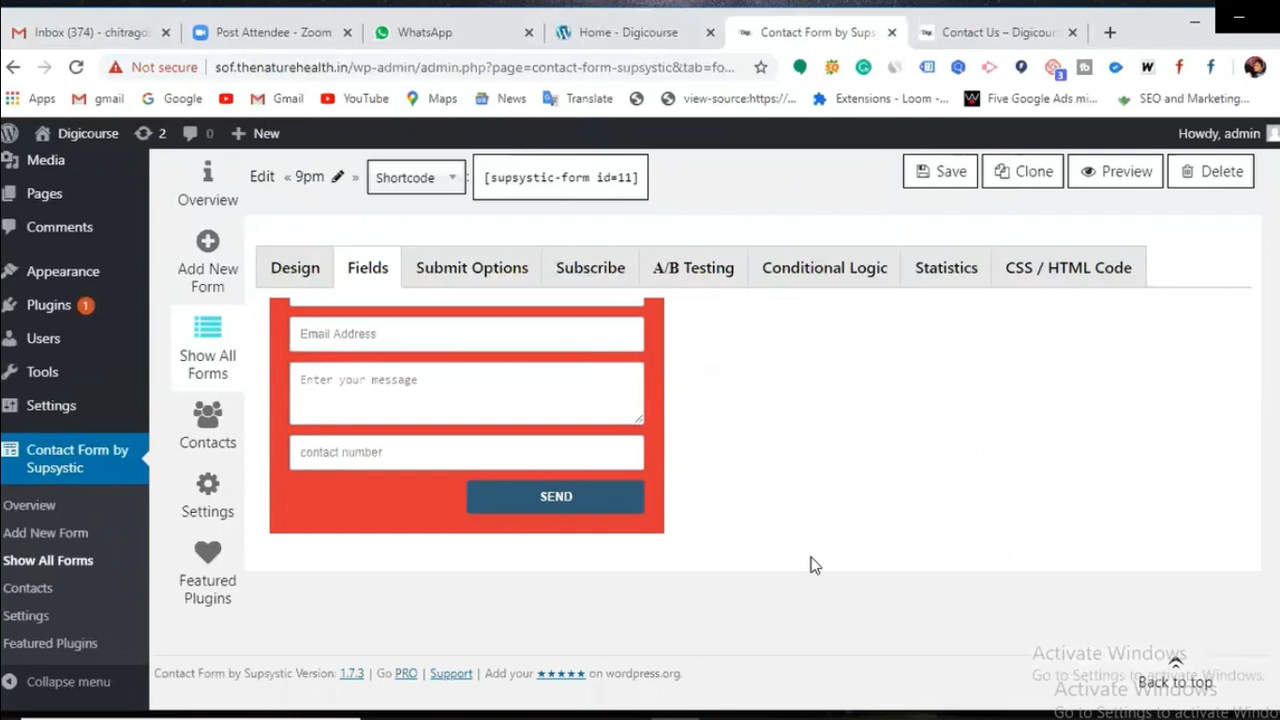 Inbox (374) - chitrago
Post Attendee - Zoom
WhatsApp
Home - Digicourse
Contact Form by Sups
Contact Us – Digicour
Not secure
sof.thenaturehealth.in/wp-admin/admin.php?page=contact-form-supsystic&tab=fo...
3
Apps
gmail
Google
Gmail
YouTube
Maps
News
Translate
view-source:https://...
Extensions - Loom -...
Five Google Ads mi...
SEO and Marketing...
Digicourse
2
0
New
Howdy, admin
Media
Pages
Comments
Appearance
Plugins 1
Users
Tools
Settings
Contact Form by
Supsystic
Overview
Add New Form
Show All Forms
Contacts
Settings
Featured Plugins
Collapse menu
Overview
Add New
Form
Show All
Forms
Contacts
Settings
Featured
Plugins
Edit « 9pm »
Shortcode :
[supsystic-form id=11]
Save
Clone
Preview
Delete
Design
Fields
Submit Options
Subscribe
A/B Testing
Conditional Logic
Statistics
CSS / HTML Code
Email Address
Enter your message
contact number
SEND
Contact Form by Supsystic Version: 1.7.3 | Go PRO | Support | Add your ★★★★★ on wordpress.org.
Activate Windows
Go to Settings to activate Windows.
Back to top
Activate Windows
Go to Settings to activate Windo